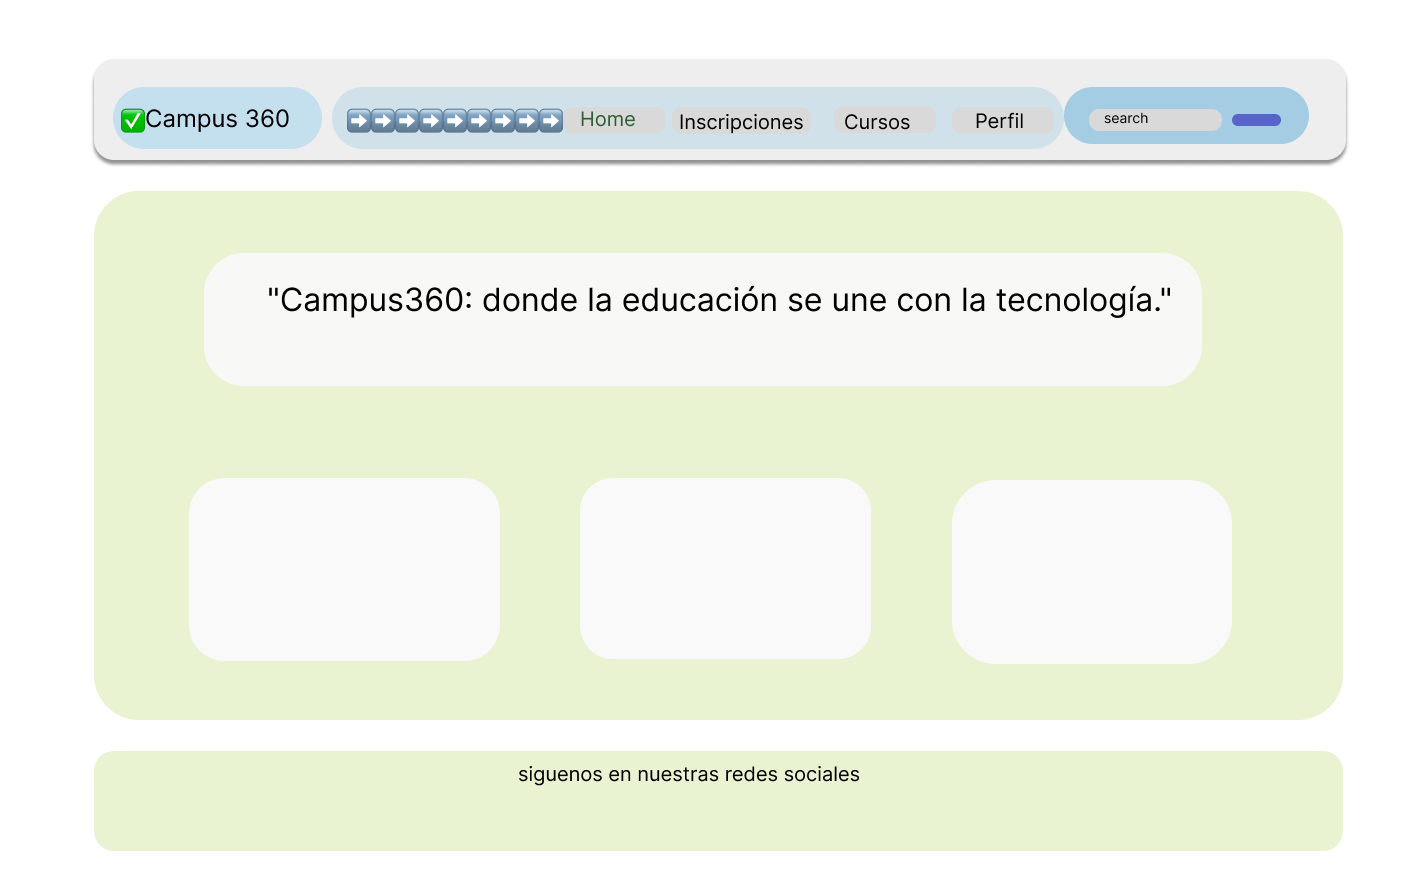 ✅Campus 360
➡️➡️➡️➡️➡️➡️➡️➡️➡️ Home Inscripciones Cursos Perfil
search
"Campus360: donde la educación se une con la tecnología."
siguenos en nuestras redes sociales